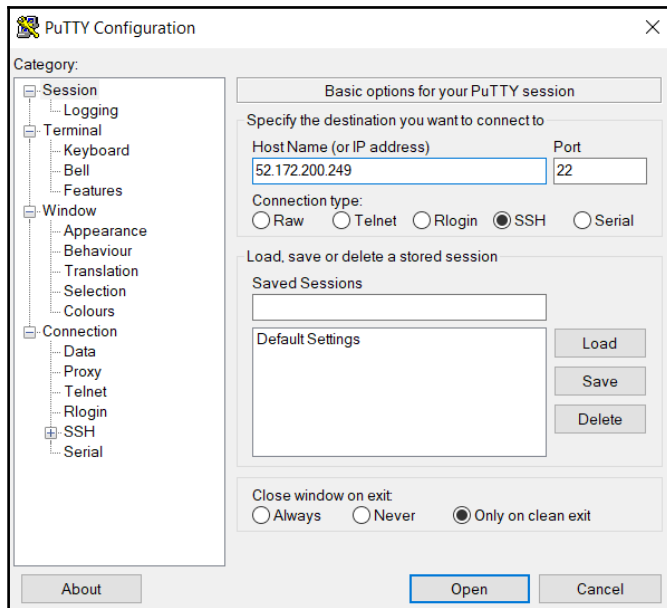 PuTTY Configuration
Category:
Session
Logging
Terminal
Keyboard
Bell
Features
Window
Appearance
Behaviour
Translation
Selection
Colours
Connection
Data
Proxy
Telnet
Rlogin
SSH
Serial
Basic options for your PuTTY session
Specify the destination you want to connect to
Host Name (or IP address) Port
52.172.200.249 22
Connection type:
Raw Telnet Rlogin SSH Serial
Load, save or delete a stored session
Saved Sessions
Default Settings
Load
Save
Delete
Close window on exit:
Always Never Only on clean exit
About Open Cancel